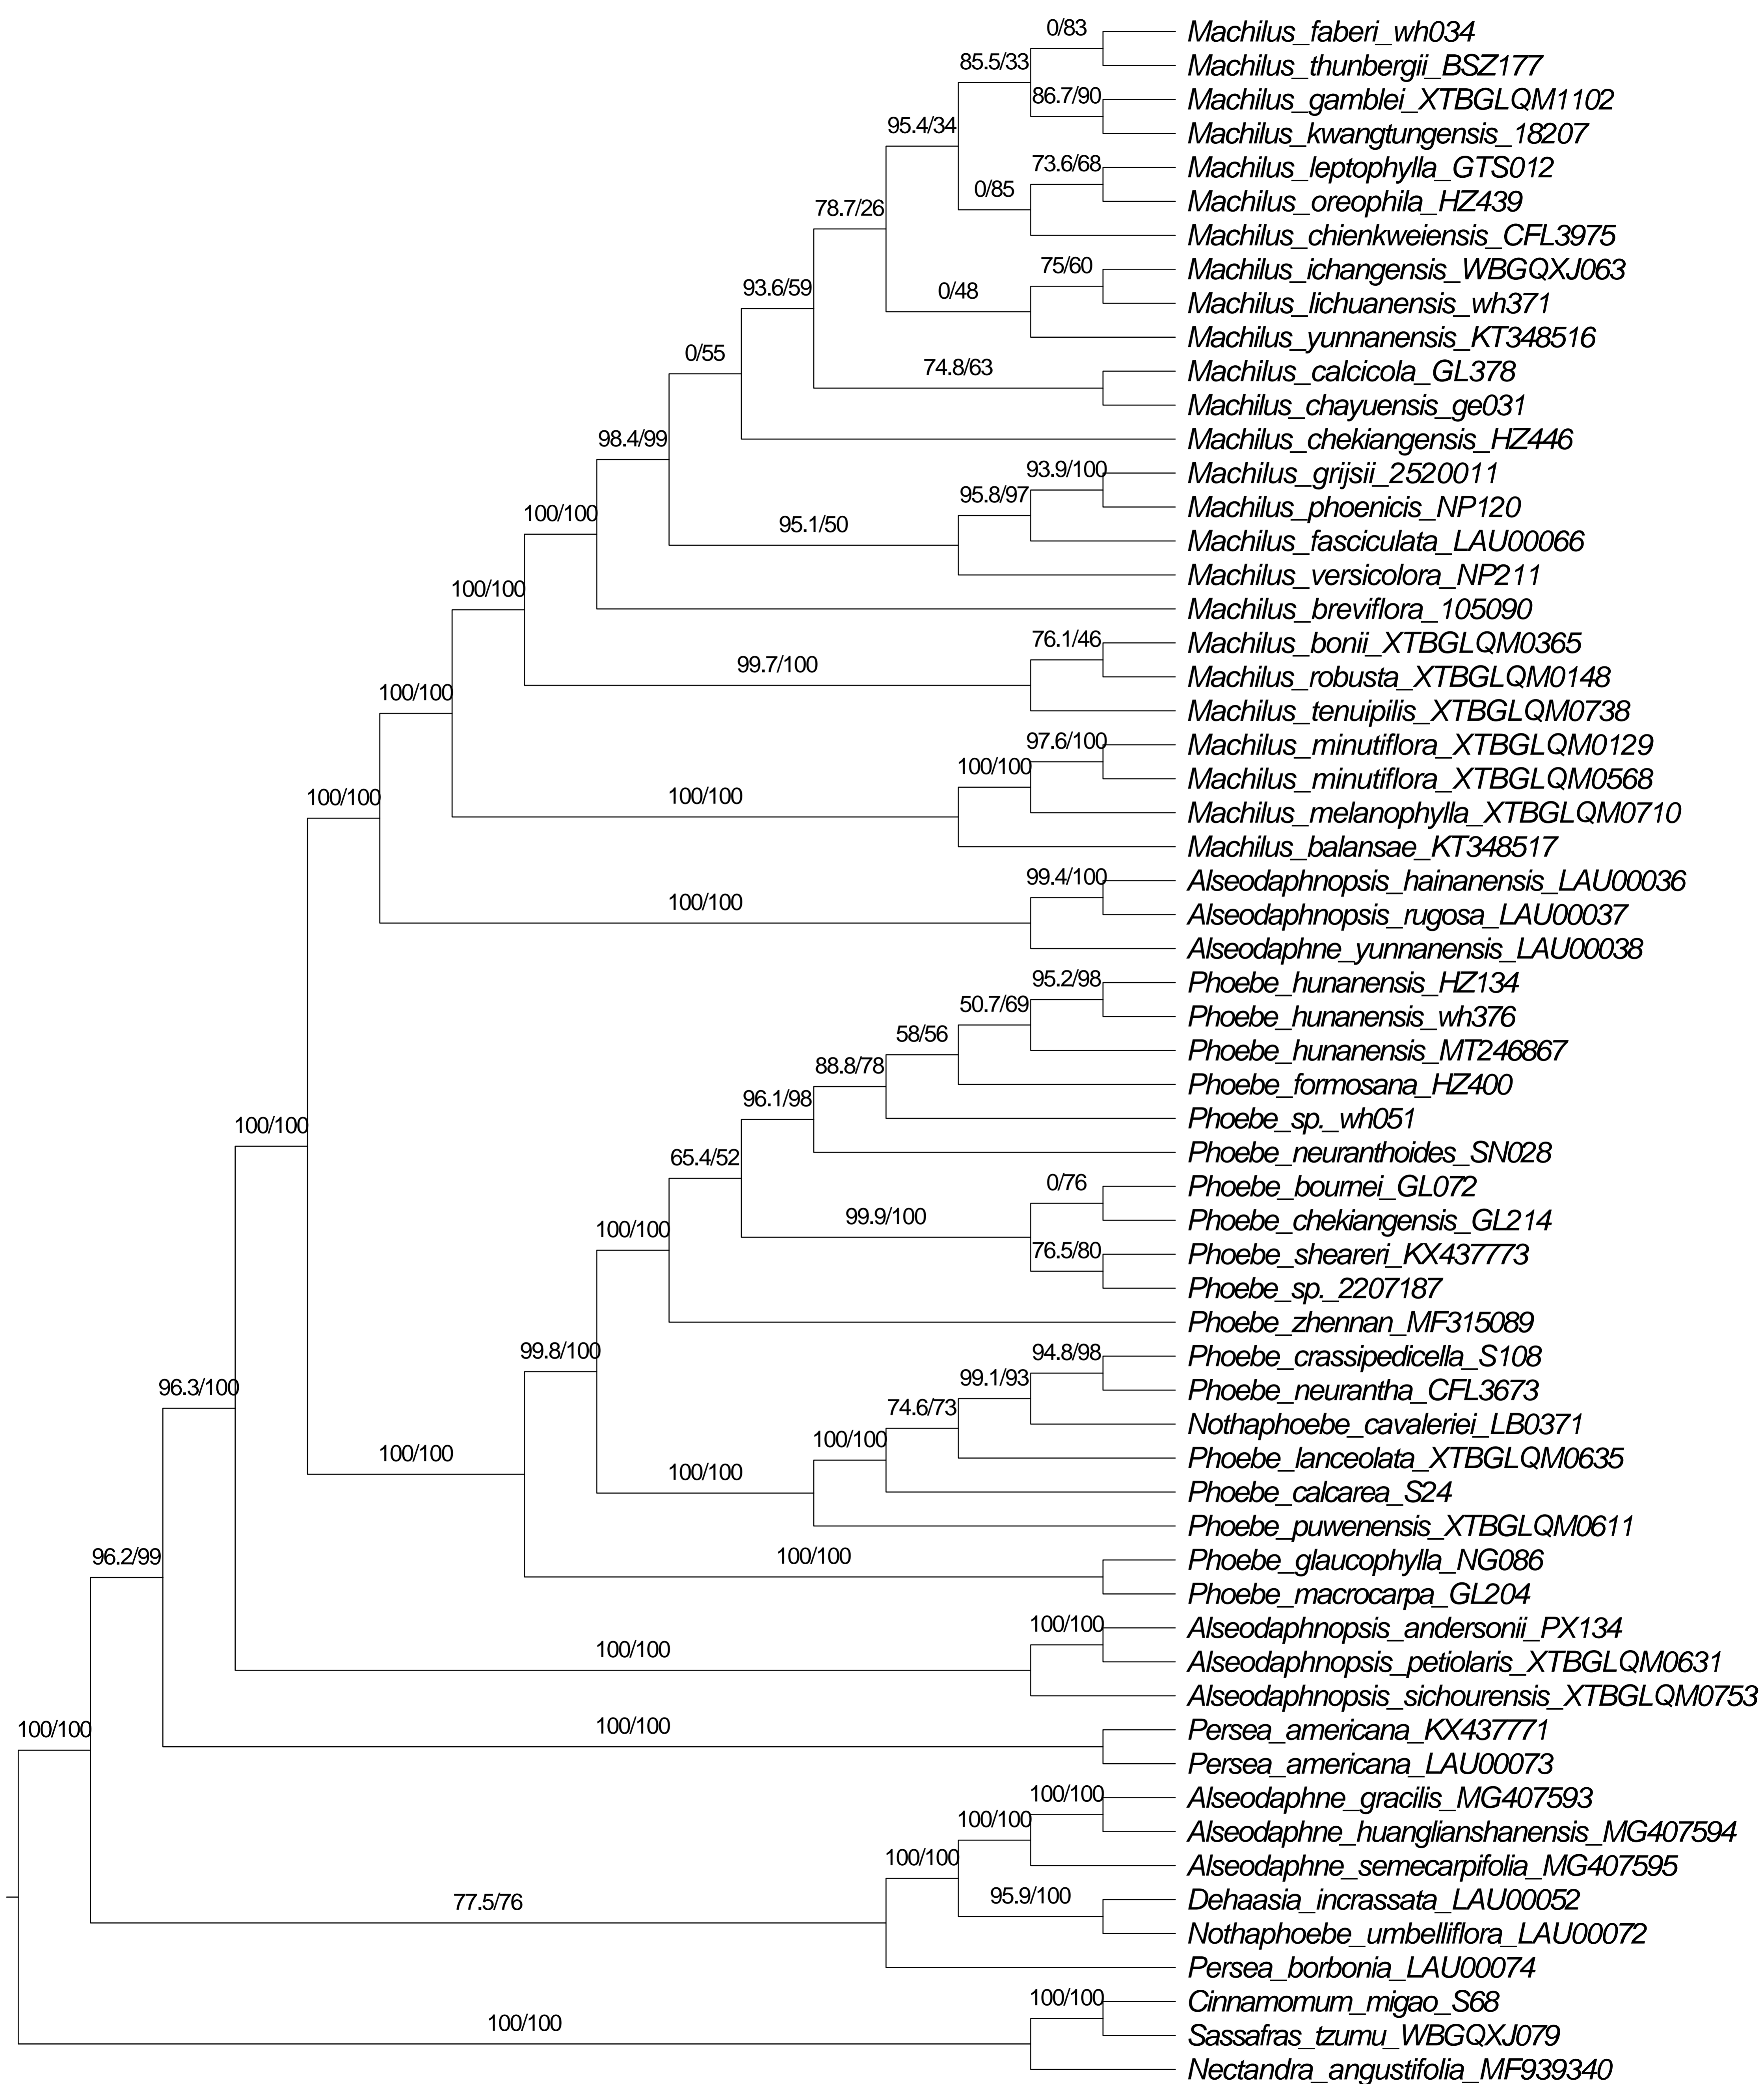 0/83
Machilus_faberi_wh034
85.5/33
Machilus_thunbergii_BSZ177
86.7/90
Machilus_gamblei_XTBGLQM1102
95.4/34
Machilus_kwangtungensis_18207
73.6/68
Machilus_leptophylla_GTS012
0/85
Machilus_oreophila_HZ439
78.7/26
Machilus_chienkweiensis_CFL3975
75/60
Machilus_ichangensis_WBGQXJ063
93.6/59
0/48
Machilus_lichuanensis_wh371
Machilus_yunnanensis_KT348516
0/55
74.8/63
Machilus_calcicola_GL378
Machilus_chayuensis_ge031
98.4/99
Machilus_chekiangensis_HZ446
93.9/100
Machilus_grijsii_2520011
95.8/97
Machilus_phoenicis_NP120
100/100
95.1/50
Machilus_fasciculata_LAU00066
Machilus_versicolora_NP211
100/100
Machilus_breviflora_105090
76.1/46
Machilus_bonii_XTBGLQM0365
99.7/100
Machilus_robusta_XTBGLQM0148
100/100
Machilus_tenuipilis_XTBGLQM0738
97.6/100
Machilus_minutiflora_XTBGLQM0129
100/100
Machilus_minutiflora_XTBGLQM0568
100/100
100/100
Machilus_melanophylla_XTBGLQM0710
Machilus_balansae_KT348517
99.4/100
Alseodaphnopsis_hainanensis_LAU00036
100/100
Alseodaphnopsis_rugosa_LAU00037
Alseodaphne_yunnanensis_LAU00038
95.2/98
Phoebe_hunanensis_HZ134
50.7/69
Phoebe_hunanensis_wh376
58/56
Phoebe_hunanensis_MT246867
88.8/78
Phoebe_formosana_HZ400
96.1/98
Phoebe_sp._wh051
100/100
Phoebe_neuranthoides_SN028
65.4/52
0/76
Phoebe_bournei_GL072
99.9/100
Phoebe_chekiangensis_GL214
100/100
76.5/80
Phoebe_sheareri_KX437773
Phoebe_sp._2207187
Phoebe_zhennan_MF315089
99.8/100
94.8/98
Phoebe_crassipedicella_S108
96.3/100
99.1/93
Phoebe_neurantha_CFL3673
74.6/73
Nothaphoebe_cavaleriei_LB0371
100/100
100/100
Phoebe_lanceolata_XTBGLQM0635
100/100
Phoebe_calcarea_S24
Phoebe_puwenensis_XTBGLQM0611
96.2/99
100/100
Phoebe_glaucophylla_NG086
Phoebe_macrocarpa_GL204
100/100
Alseodaphnopsis_andersonii_PX134
100/100
Alseodaphnopsis_petiolaris_XTBGLQM0631
Alseodaphnopsis_sichourensis_XTBGLQM0753
100/100
100/100
Persea_americana_KX437771
Persea_americana_LAU00073
100/100
Alseodaphne_gracilis_MG407593
100/100
Alseodaphne_huanglianshanensis_MG407594
100/100
Alseodaphne_semecarpifolia_MG407595
77.5/76
95.9/100
Dehaasia_incrassata_LAU00052
Nothaphoebe_umbelliflora_LAU00072
Persea_borbonia_LAU00074
100/100
Cinnamomum_migao_S68
100/100
Sassafras_tzumu_WBGQXJ079
Nectandra_angustifolia_MF939340